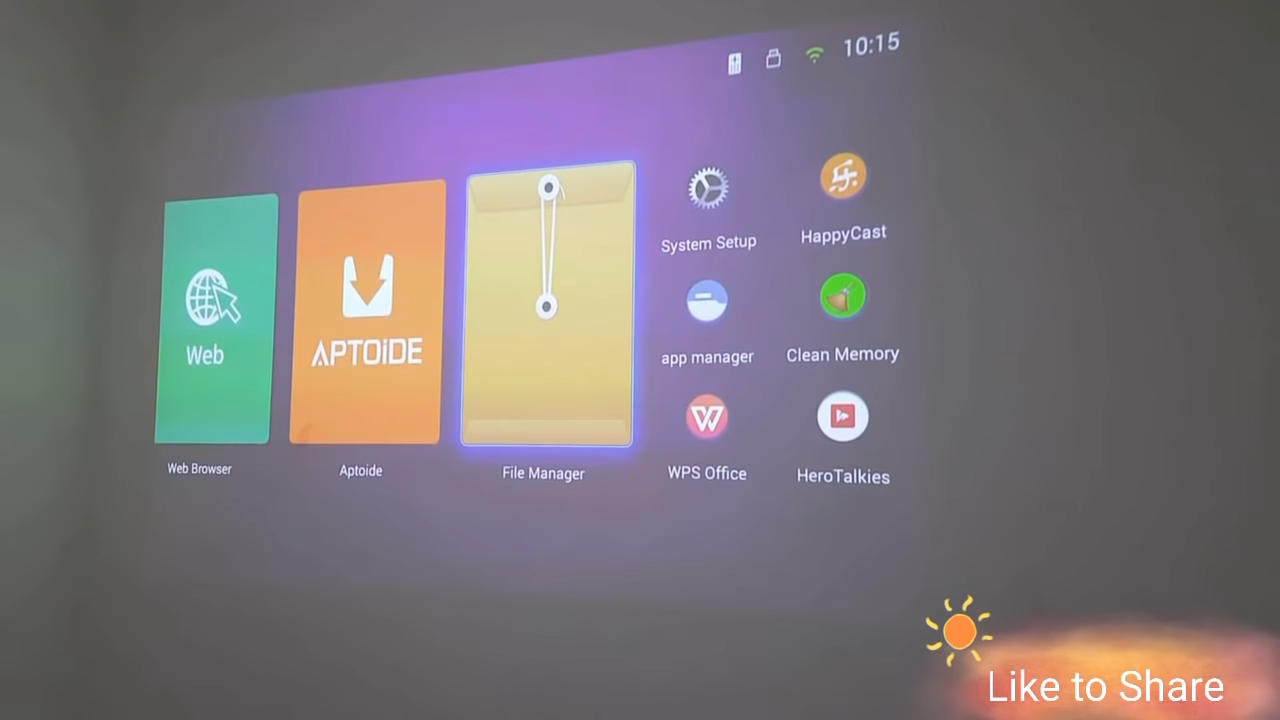 10:15
Web
APTOiDE
Web Browser
Aptoide
File Manager
System Setup
HappyCast
app manager
Clean Memory
WPS Office
HeroTalkies
Like to Share